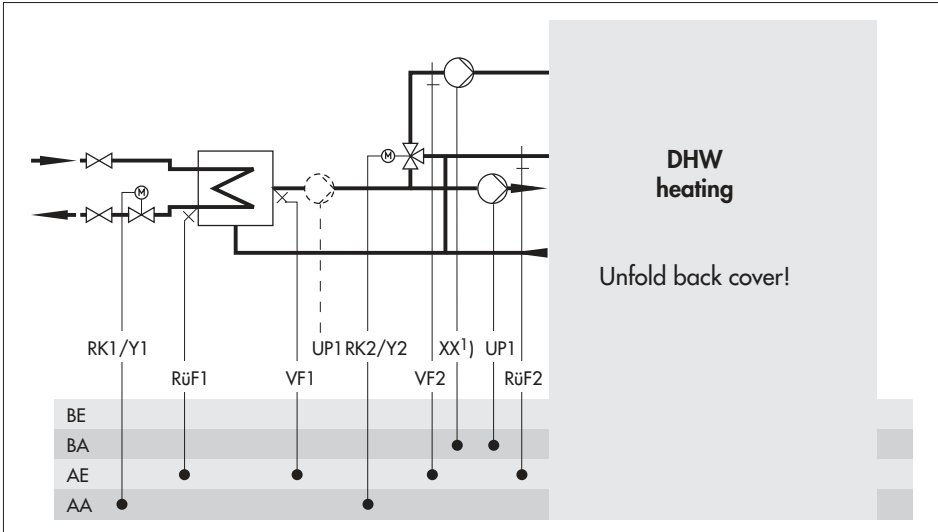 M
M
DHW
heating
Unfold back cover!
RK1/Y1
UP1
RK2/Y2
XX1)
UP1
RüF1
VF1
VF2
RüF2
BE
BA
AE
AA